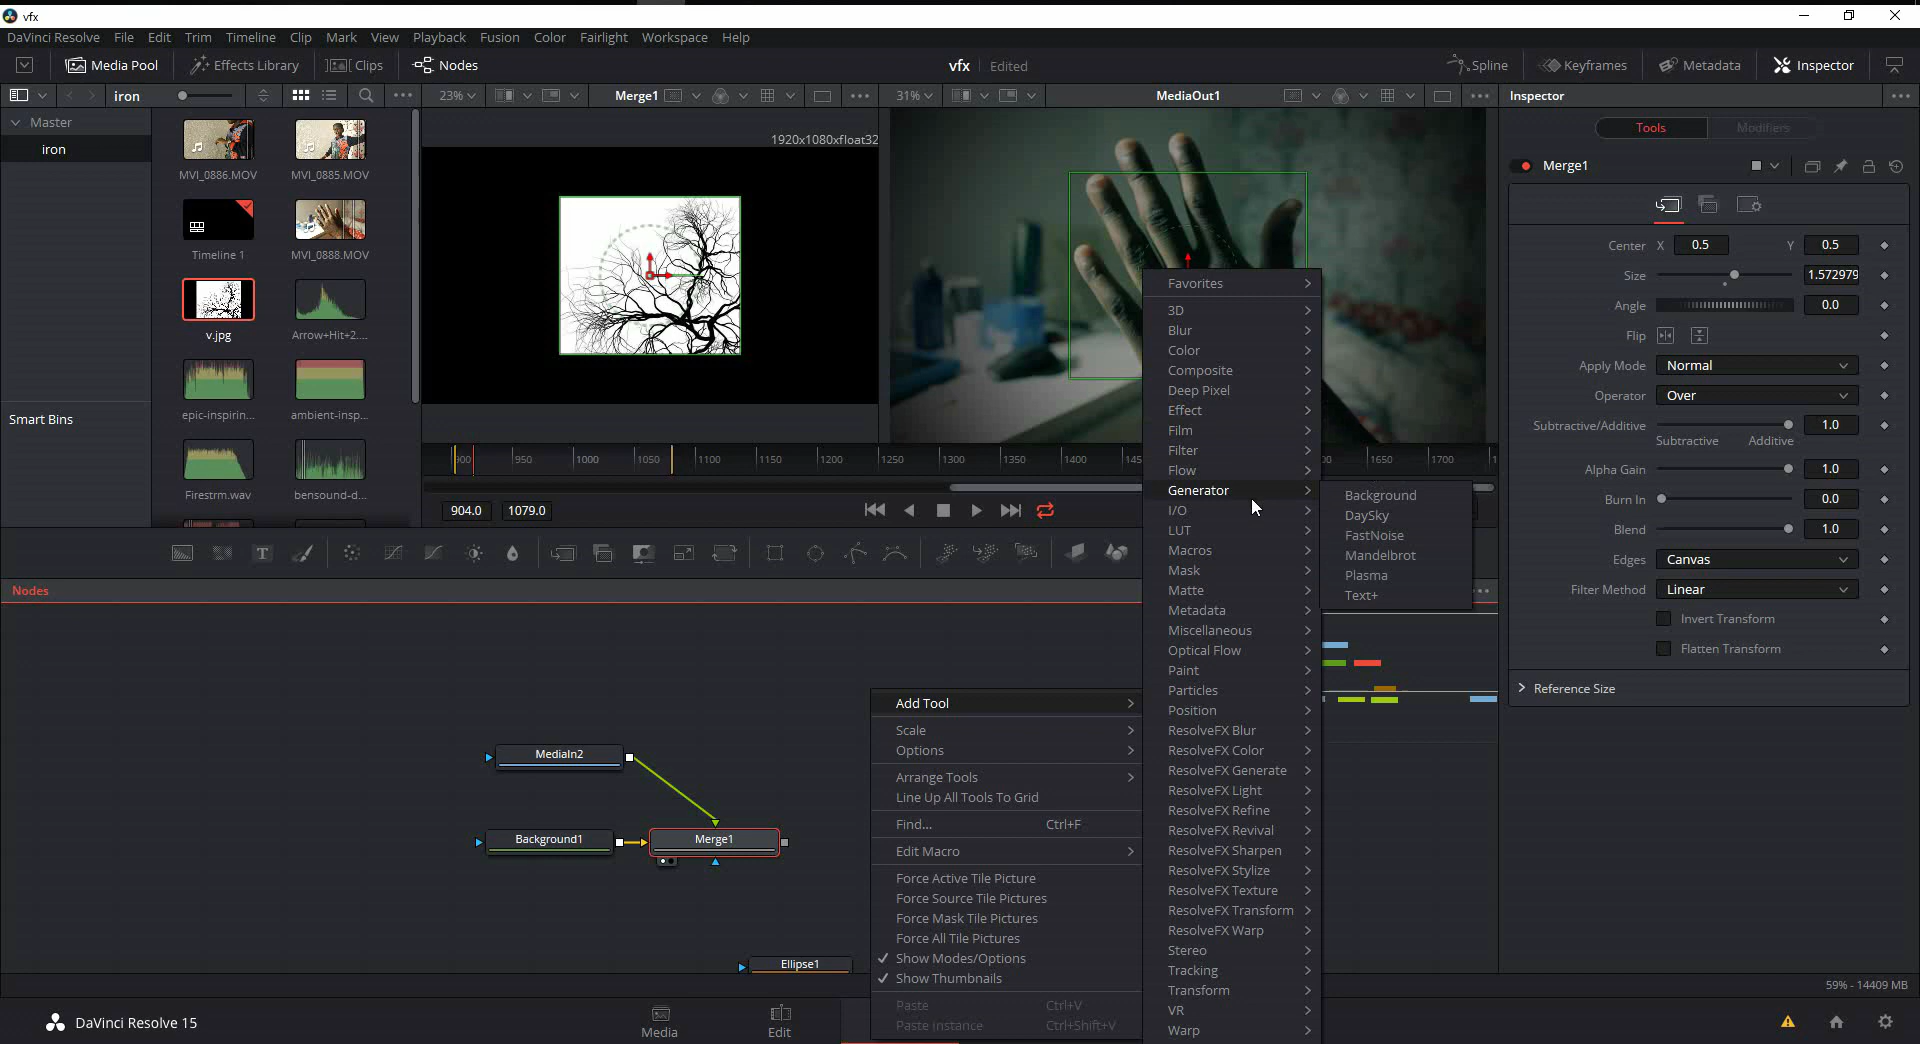 vfx
DaVinci Resolve File Edit Trim Timeline Clip Mark View Playback Fusion Color Fairlight Workspace Help
Media Pool Effects Library Clips Nodes vfx Edited Spline Keyframes Metadata Inspector
iron 23% Merge1 31% MediaOut1 Inspector
Master
iron
Smart Bins
MVI_0886.MOV MVI_0885.MOV
Timeline 1 MVI_0888.MOV
v.jpg Arrow+Hit+2....
epic-inspirin... ambient-insp...
Firestrm.wav bensound-d...
1920x1080xfloat32
900 950 1000 1050 1100 1150 1200 1250 1300 1350 1400 145 00 1650 1700
904.0 1079.0
Nodes
MediaIn2
Background1 Merge1
Ellipse1
Add Tool
Scale
Options
Arrange Tools
Line Up All Tools To Grid
Find... Ctrl+F
Edit Macro
Force Active Tile Picture
Force Source Tile Pictures
Force Mask Tile Pictures
Force All Tile Pictures
Show Modes/Options
Show Thumbnails
Paste Ctrl+V
Paste Instance Ctrl+Shift+V
Favorites
3D
Blur
Color
Composite
Deep Pixel
Effect
Film
Filter
Flow
Generator
I/O
LUT
Macros
Mask
Matte
Metadata
Miscellaneous
Optical Flow
Paint
Particles
Position
ResolveFX Blur
ResolveFX Color
ResolveFX Generate
ResolveFX Light
ResolveFX Refine
ResolveFX Revival
ResolveFX Sharpen
ResolveFX Stylize
ResolveFX Texture
ResolveFX Transform
ResolveFX Warp
Stereo
Tracking
Transform
VR
Warp
Background
DaySky
FastNoise
Mandelbrot
Plasma
Text+
Tools Modifiers
Merge1
Center X 0.5 Y 0.5
Size 1.572979
Angle 0.0
Flip
Apply Mode Normal
Operator Over
Subtractive/Additive 1.0
Subtractive Additive
Alpha Gain 1.0
Burn In 0.0
Blend 1.0
Edges Canvas
Filter Method Linear
Invert Transform
Flatten Transform
Reference Size
59% - 14409 MB
DaVinci Resolve 15 Media Edit